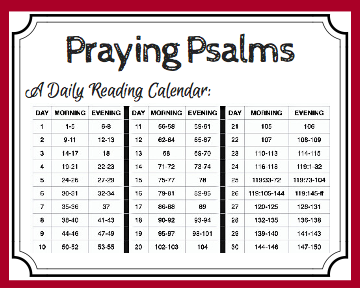 Praying Psalms
A Daily Reading Calendar:
DAY MORNING EVENING DAY MORNING EVENING DAY MORNING EVENING
1 1-5 6-8 11 56-58 59-61 21 105 106
2 9-11 12-13 12 62-64 65-67 22 107 108-109
3 14-17 18 13 68 69-70 23 110-113 114-115
4 19-21 22-23 14 71-72 73-74 24 116-118 119:1-32
5 24-26 27-29 15 75-77 78 25 119:33-72 119:73-104
6 30-31 32-34 16 79-81 82-85 26 119:105-144 119:145-ff
7 35-36 37 17 86-88 89 27 120-125 126-131
8 38-40 41-43 18 90-92 93-94 28 132-135 136-138
9 44-46 47-49 19 95-97 98-101 29 139-140 141-143
10 50-52 53-55 20 102-103 104 30 144-146 147-150